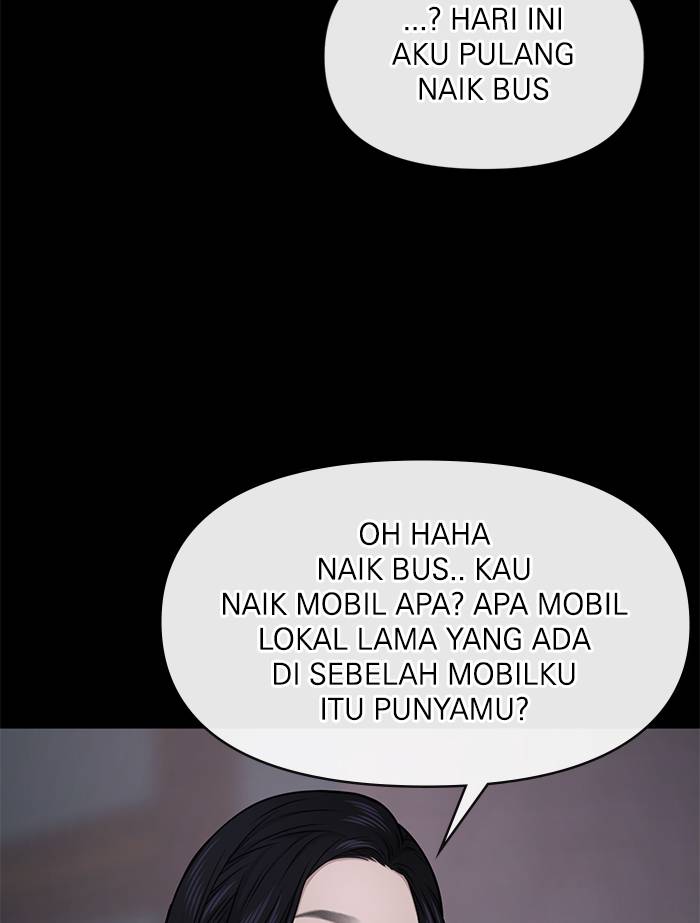 ...? HARI INI
AKU PULANG
NAIK BUS
OH HAHA
NAIK BUS.. KAU
NAIK MOBIL APA? APA MOBIL
LOKAL LAMA YANG ADA
DI SEBELAH MOBILKU
ITU PUNYAMU?